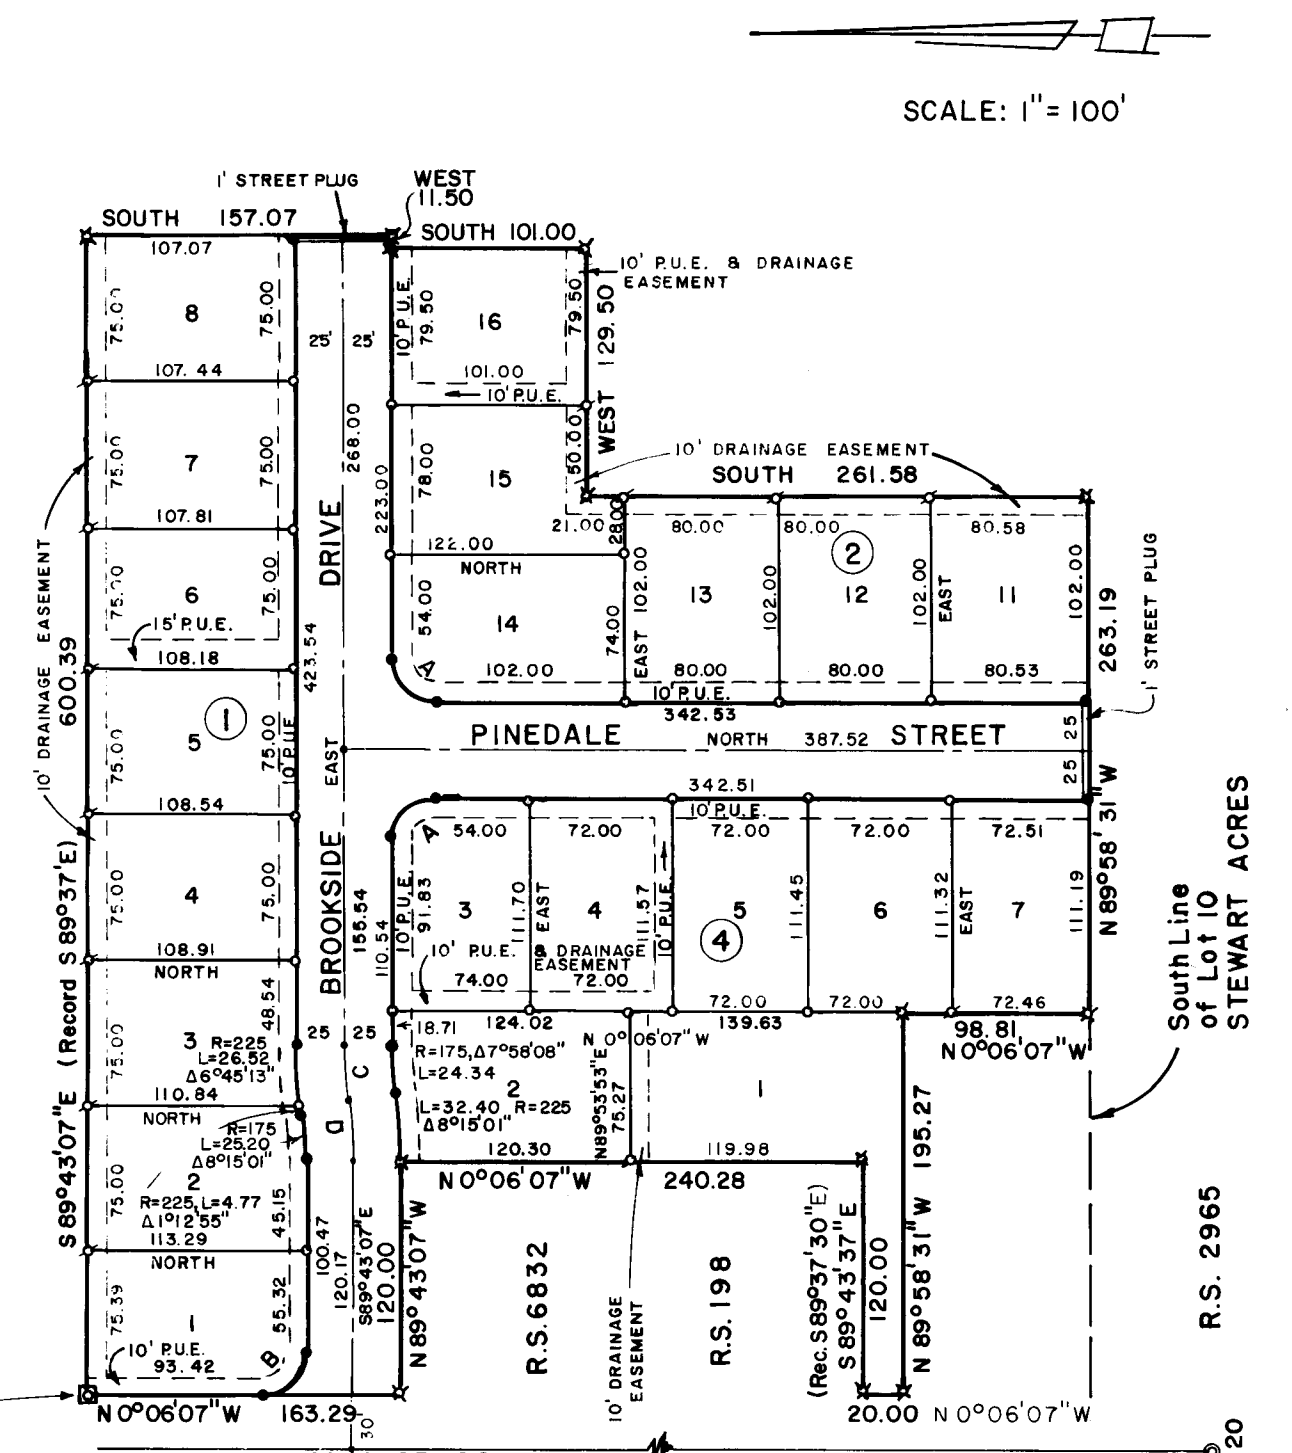 SCALE: 1" = 100'
1' STREET PLUG
WEST
11.50
SOUTH 157.07
SOUTH 101.00
107.07
10' P.U.E. & DRAINAGE
EASEMENT
75.00
8
75.00
25'
25'
10' P.U.E.
79.50
16
79.50
WEST 129.50
107.44
101.00
10' P.U.E.
10' DRAINAGE EASEMENT
75.00
7
75.00
268.00
223.00
78.00
15
50.00
10' DRAINAGE EASEMENT
SOUTH 261.58
107.81
DRIVE
21.00
28.00
80.00
80.00
80.58
122.00
NORTH
2
1' STREET PLUG
75.00
6
75.00
15' P.U.E.
108.18
423.54
54.00
14
74.00
EAST 102.00
13
102.00
12
102.00
EAST
11
102.00
263.19
A
102.00
80.00
80.00
80.53
10' P.U.E.
342.53
600.39
1
75.00
5
75.00
10' P.U.E
EAST
PINEDALE
NORTH 387.52
STREET
25
25
108.54
342.51
10' P.U.E.
A
54.00
72.00
72.00
72.00
72.51
S 89°43'07"E (Record S 89°37'E)
75.00
4
75.00
BROOKSIDE
155.54
110.54
10' P.U.E.
91.83
3
111.70
EAST
4
111.57
10' P.U.E.
5
111.45
6
111.32
EAST
7
111.19
N 89°58'31"W
South Line
of Lot 10
STEWART ACRES
4
10' P.U.E. & DRAINAGE
EASEMENT
108.91
NORTH
74.00
72.00
72.00
72.00
72.46
124.02
139.63
98.81
N 0°06'07"W
N 0°06'07"W
75.00
3
R=225
L=26.52
Δ6°45'13"
48.54
25
25
18.71
C
R=175, Δ7°58'08"
L=24.34
2
L=32.40 R=225
Δ8°15'01"
N89°53'53"E
75.27
1
110.84
NORTH
R=175
L=25.20
Δ8°15'01"
D
120.30
119.98
N 0°06'07"W
240.28
75.00
2
R=225, L=4.77
Δ1°12'55"
45.15
113.29
NORTH
100.47
120.17
S89°43'07"E
120.00
N 89°43'07"W
R.S. 6832
R.S. 198
(Rec. S 89°37'30"E)
S 89°43'37"E
120.00
N 89°58'31"W 195.27
R.S. 2965
75.39
1
55.32
B
10' P.U.E.
93.42
10' DRAINAGE
EASEMENT
N 0°06'07"W
163.29
30'
20.00 N 0°06'07"W
20